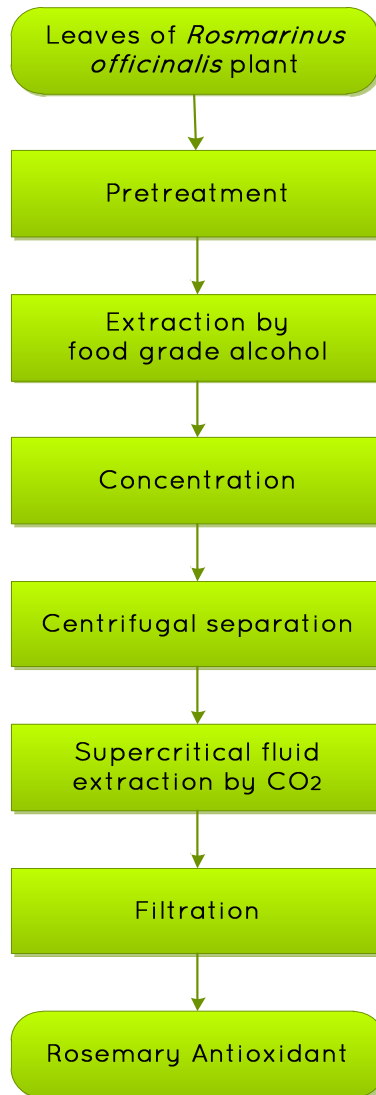 Leaves of Rosmarinus
officinalis plant
Pretreatment
Extraction by
food grade alcohol
Concentration
Centrifugal separation
Supercritical fluid
extraction by CO2
Filtration
Rosemary Antioxidant